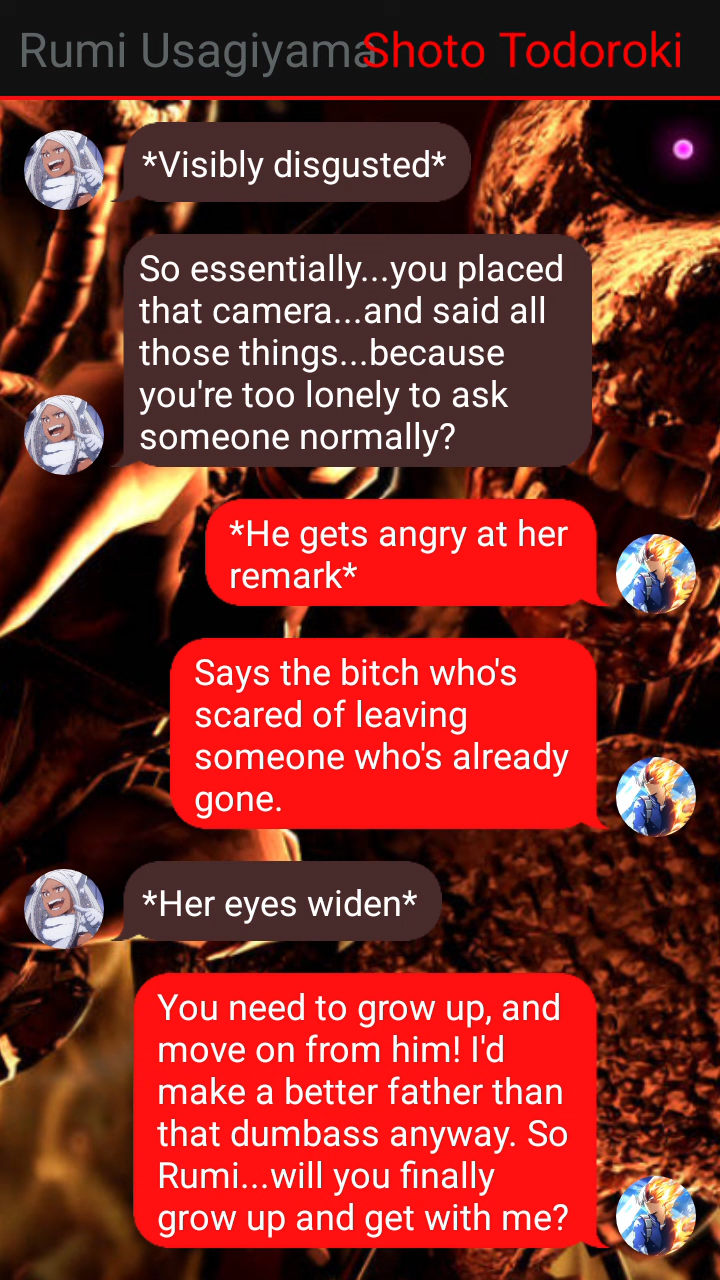 Rumi Usagiyama Shoto Todoroki
*Visibly disgusted*
So essentially...you placed
that camera...and said all
those things...because
you're too lonely to ask
someone normally?
*He gets angry at her
remark*
Says the bitch who's
scared of leaving
someone who's already
gone.
*Her eyes widen*
You need to grow up, and
move on from him! I'd
make a better father than
that dumbass anyway. So
Rumi...will you finally
grow up and get with me?